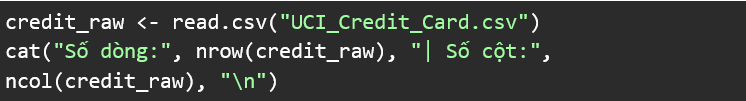 credit_raw <- read.csv("UCI_Credit_Card.csv")
cat("Số dòng:", nrow(credit_raw), "| Số cột:",
ncol(credit_raw), "\n")